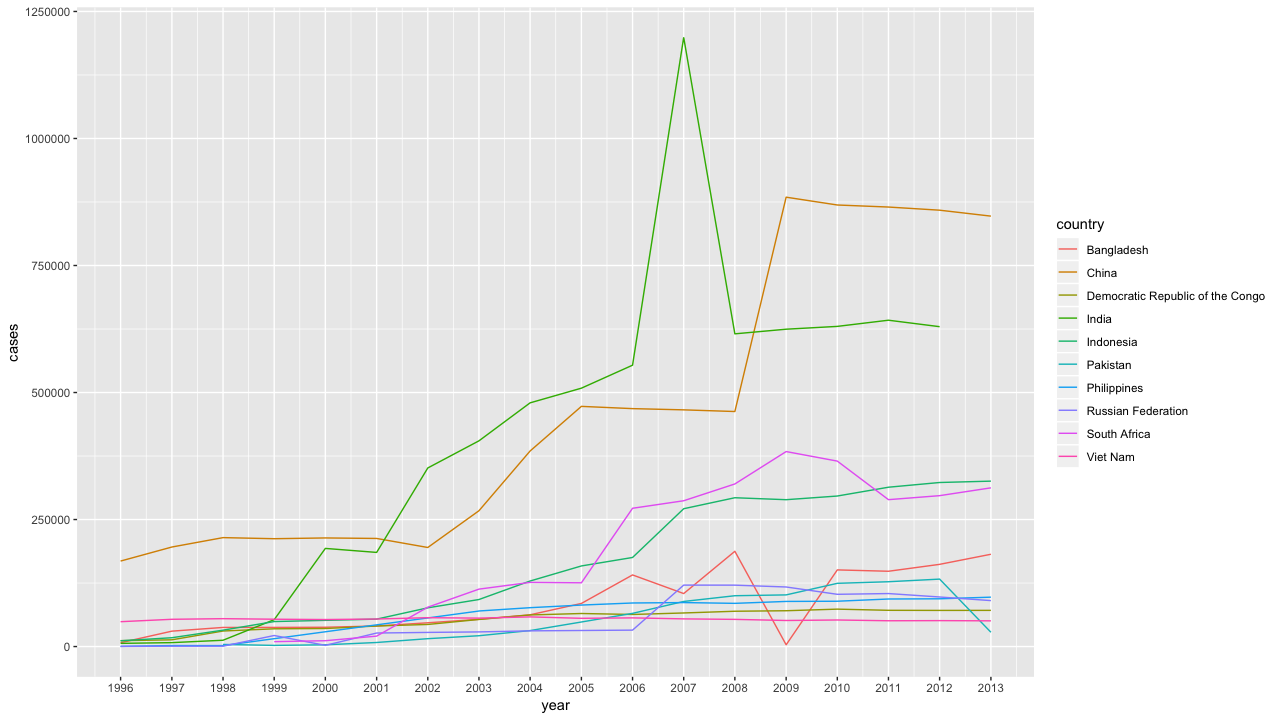 1250000
1000000
750000
500000
250000
0
cases
1996 1997 1998 1999 2000 2001 2002 2003 2004 2005 2006 2007 2008 2009 2010 2011 2012 2013
year
country
Bangladesh
China
Democratic Republic of the Congo
India
Indonesia
Pakistan
Philippines
Russian Federation
South Africa
Viet Nam